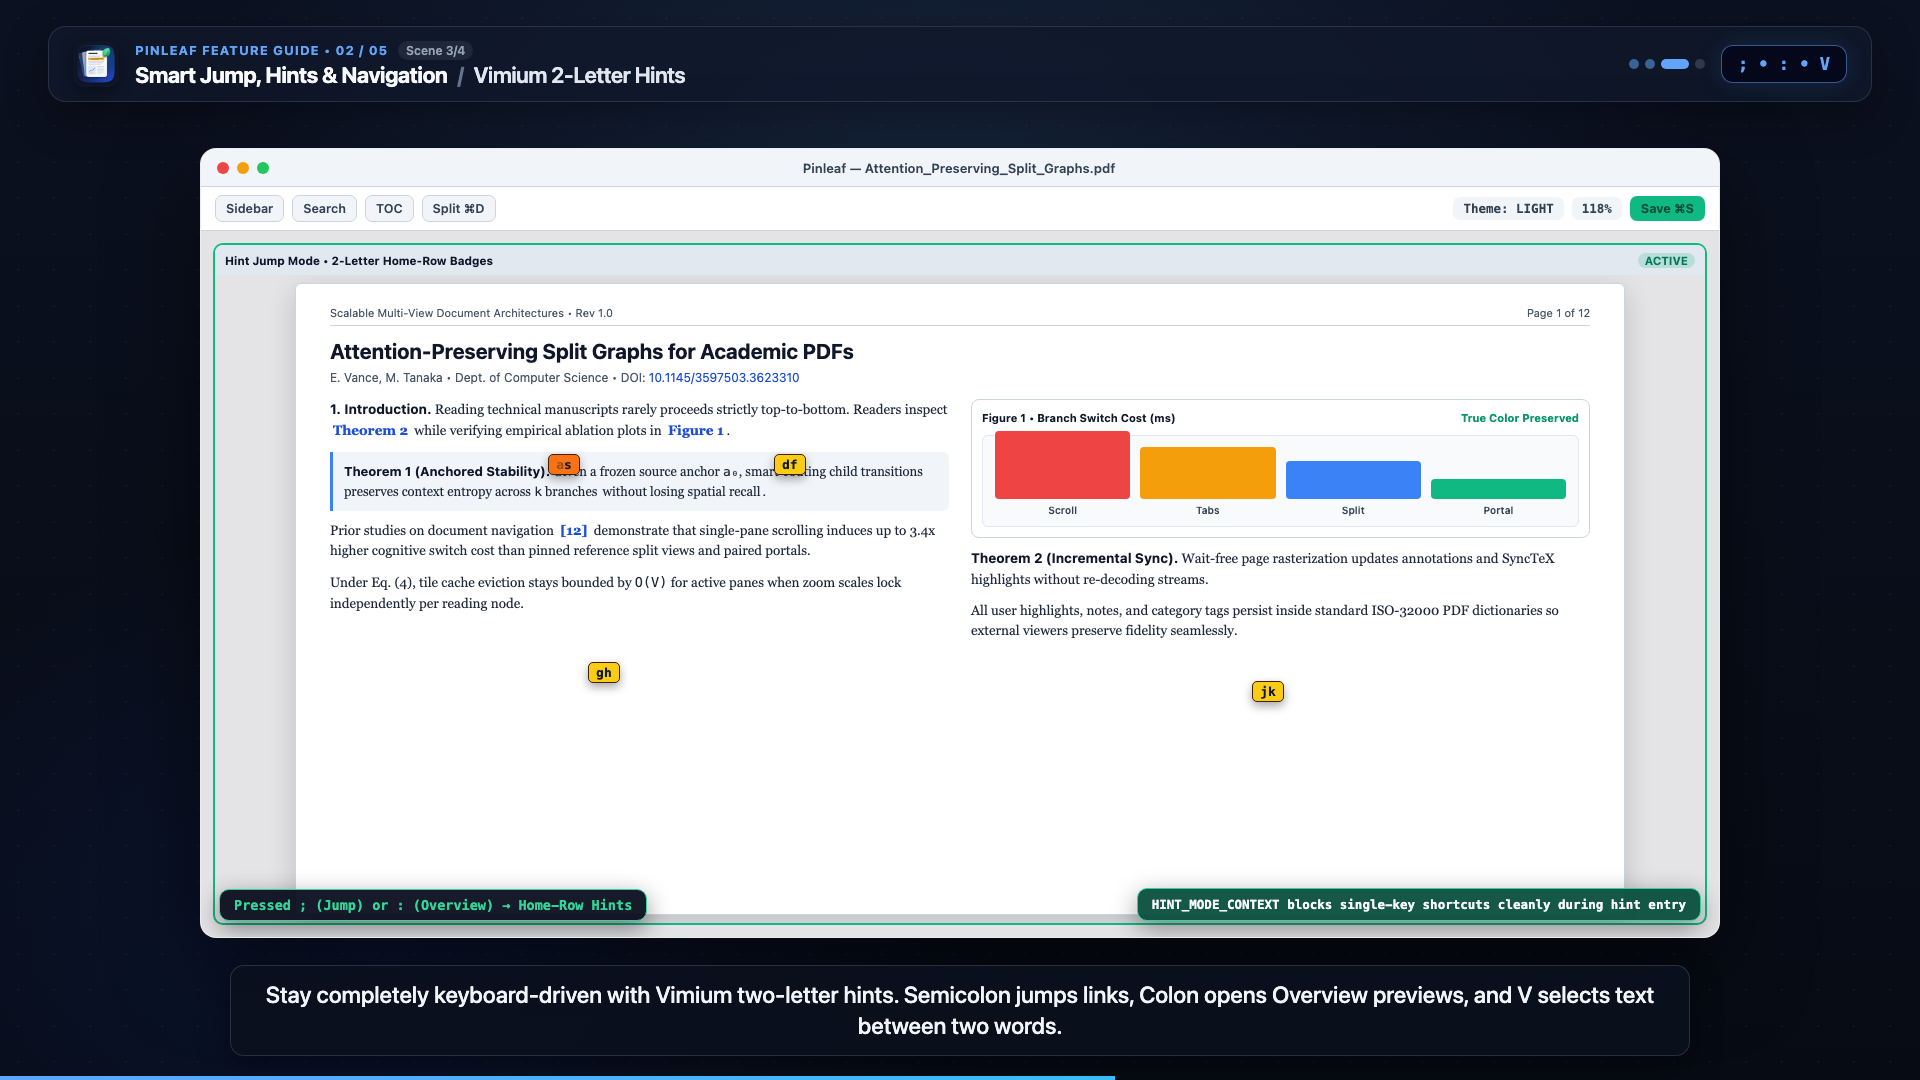 PINLEAF FEATURE GUIDE • 02 / 05 Scene 3/4
Smart Jump, Hints & Navigation / Vimium 2-Letter Hints
; • : • V
Pinleaf — Attention_Preserving_Split_Graphs.pdf
Sidebar Search TOC Split ⌘D
Theme: LIGHT 118% Save ⌘S
Hint Jump Mode • 2-Letter Home-Row Badges
ACTIVE
Scalable Multi-View Document Architectures • Rev 1.0
Page 1 of 12
Attention-Preserving Split Graphs for Academic PDFs
E. Vance, M. Tanaka • Dept. of Computer Science • DOI: 10.1145/3597503.3623310
1. Introduction. Reading technical manuscripts rarely proceeds strictly top-to-bottom. Readers inspect
Theorem 2 while verifying empirical ablation plots in Figure 1 .
as
df
Theorem 1 (Anchored Stability). a frozen source anchor a₀, child transitions
preserves context entropy across k branches without losing spatial recall.
Prior studies on document navigation [12] demonstrate that single-pane scrolling induces up to 3.4x
higher cognitive switch cost than pinned reference split views and paired portals.
Under Eq. (4), tile cache eviction stays bounded by O(V) for active panes when zoom scales lock
independently per reading node.
gh
Figure 1 • Branch Switch Cost (ms)
True Color Preserved
Scroll Tabs Split Portal
Theorem 2 (Incremental Sync). Wait-free page rasterization updates annotations and SyncTeX
highlights without re-decoding streams.
All user highlights, notes, and category tags persist inside standard ISO-32000 PDF dictionaries so
external viewers preserve fidelity seamlessly.
jk
Pressed ; (Jump) or : (Overview) → Home-Row Hints
HINT_MODE_CONTEXT blocks single-key shortcuts cleanly during hint entry
Stay completely keyboard-driven with Vimium two-letter hints. Semicolon jumps links, Colon opens Overview previews, and V selects text
between two words.